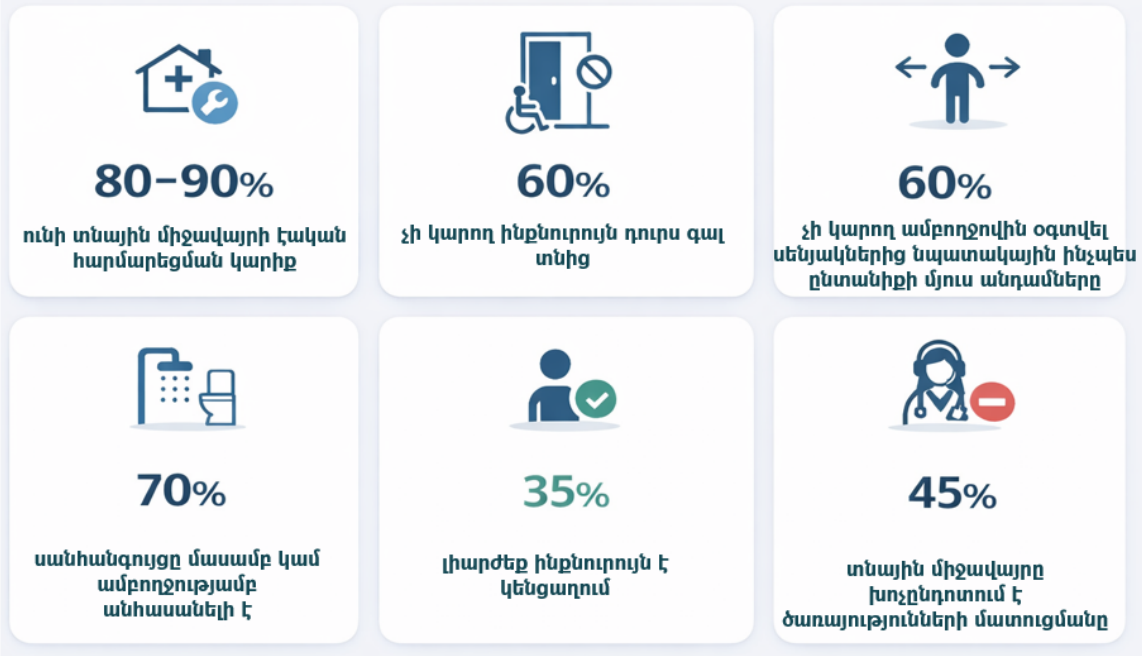 80–90%
ունի տնային միջավայրի էական
հարմարեցման կարիք
60%
չի կարող ինքնուրույն դուրս գալ
տնից
60%
չի կարող ամբողջովին օգտվել
սենյակներից նպատակային ինչպես
ընտանիքի մյուս անդամները
70%
սանհանգույցը մասամբ կամ
ամբողջությամբ
անհասանելի է
35%
լիարժեք ինքնուրույն է
կենցաղում
45%
տնային միջավայրը
խոչընդոտում է
ծառայությունների մատուցմանը